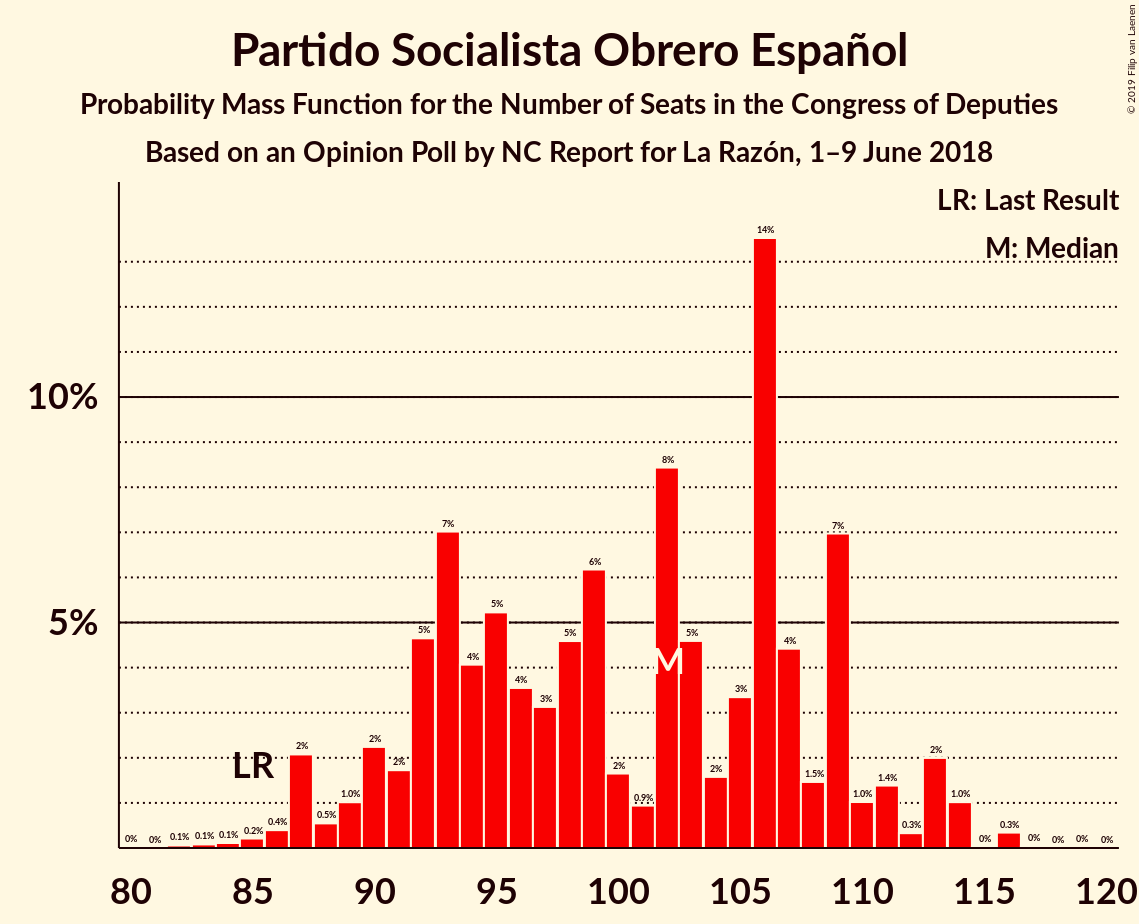 Partido Socialista Obrero Español
Probability Mass Function for the Number of Seats in the Congress of Deputies
Based on an Opinion Poll by NC Report for La Razón, 1–9 June 2018
© 2019 Filip van Laenen
LR: Last Result
M: Median
10%
5%
0% 0% 0.1% 0.1% 0.1% 0.2% 0.4% 2% 0.5% 1.0% 2% 2% 5% 7% 4% 5% 4% 3% 5% 6% 2% 0.9% 8% 5% 2% 3% 14% 4% 1.5% 7% 1.0% 1.4% 0.3% 2% 1.0% 0% 0.3% 0% 0% 0% 0%
LR
M
80 85 90 95 100 105 110 115 120